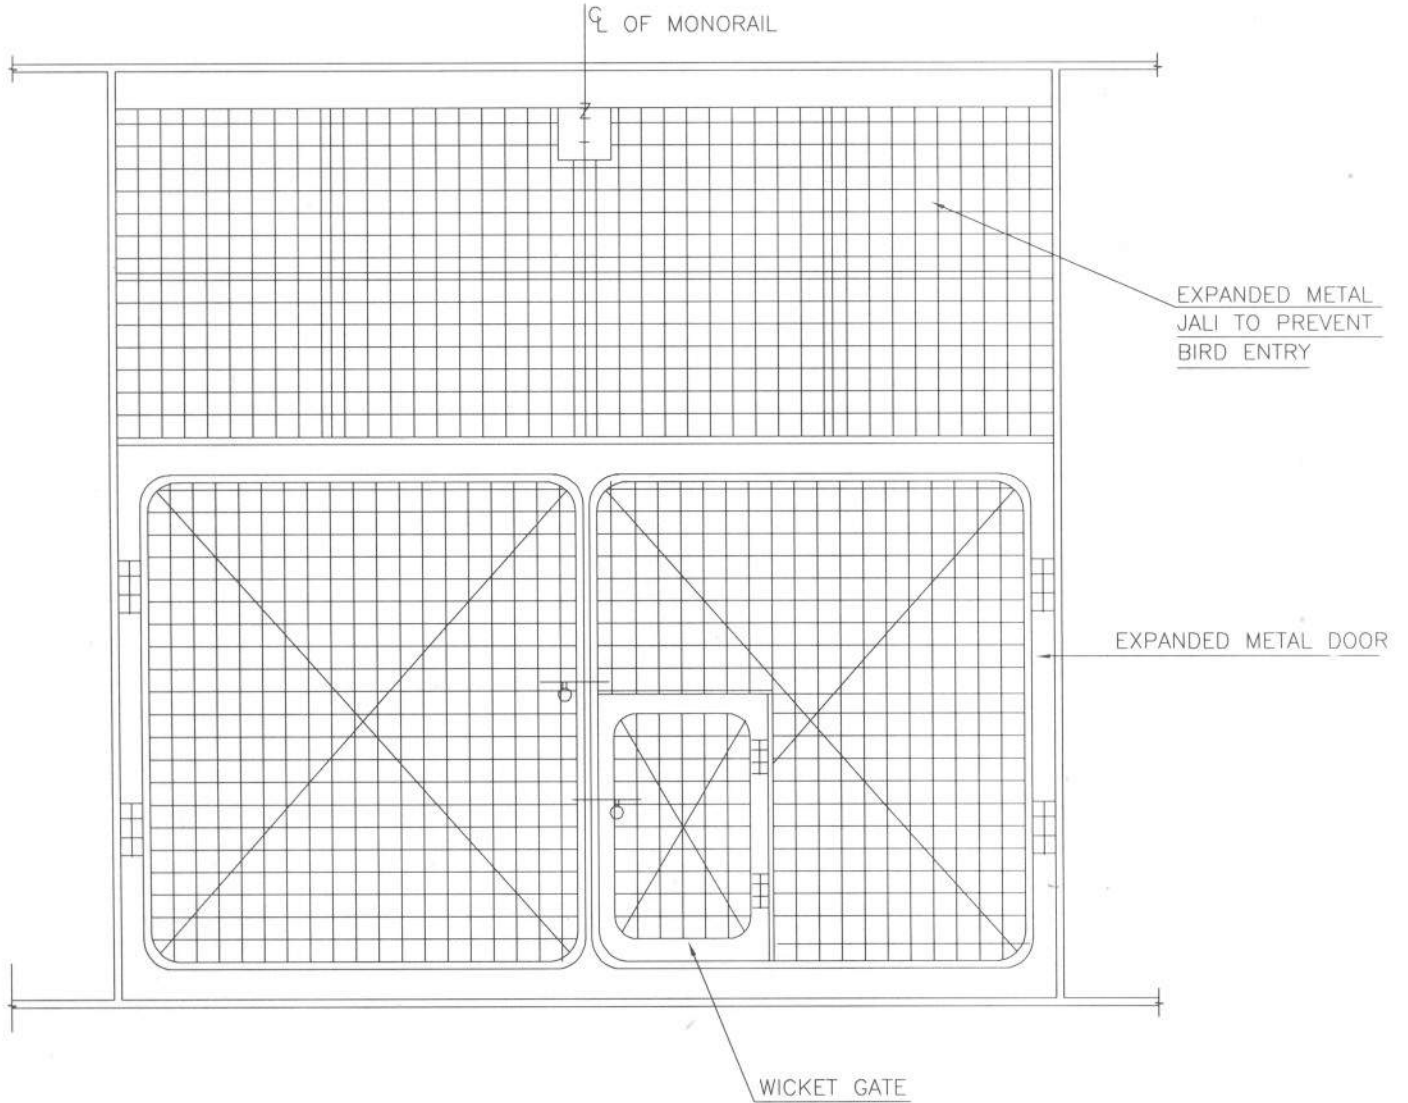 ℄ OF MONORAIL
EXPANDED METAL
JALI TO PREVENT
BIRD ENTRY
EXPANDED METAL DOOR
WICKET GATE